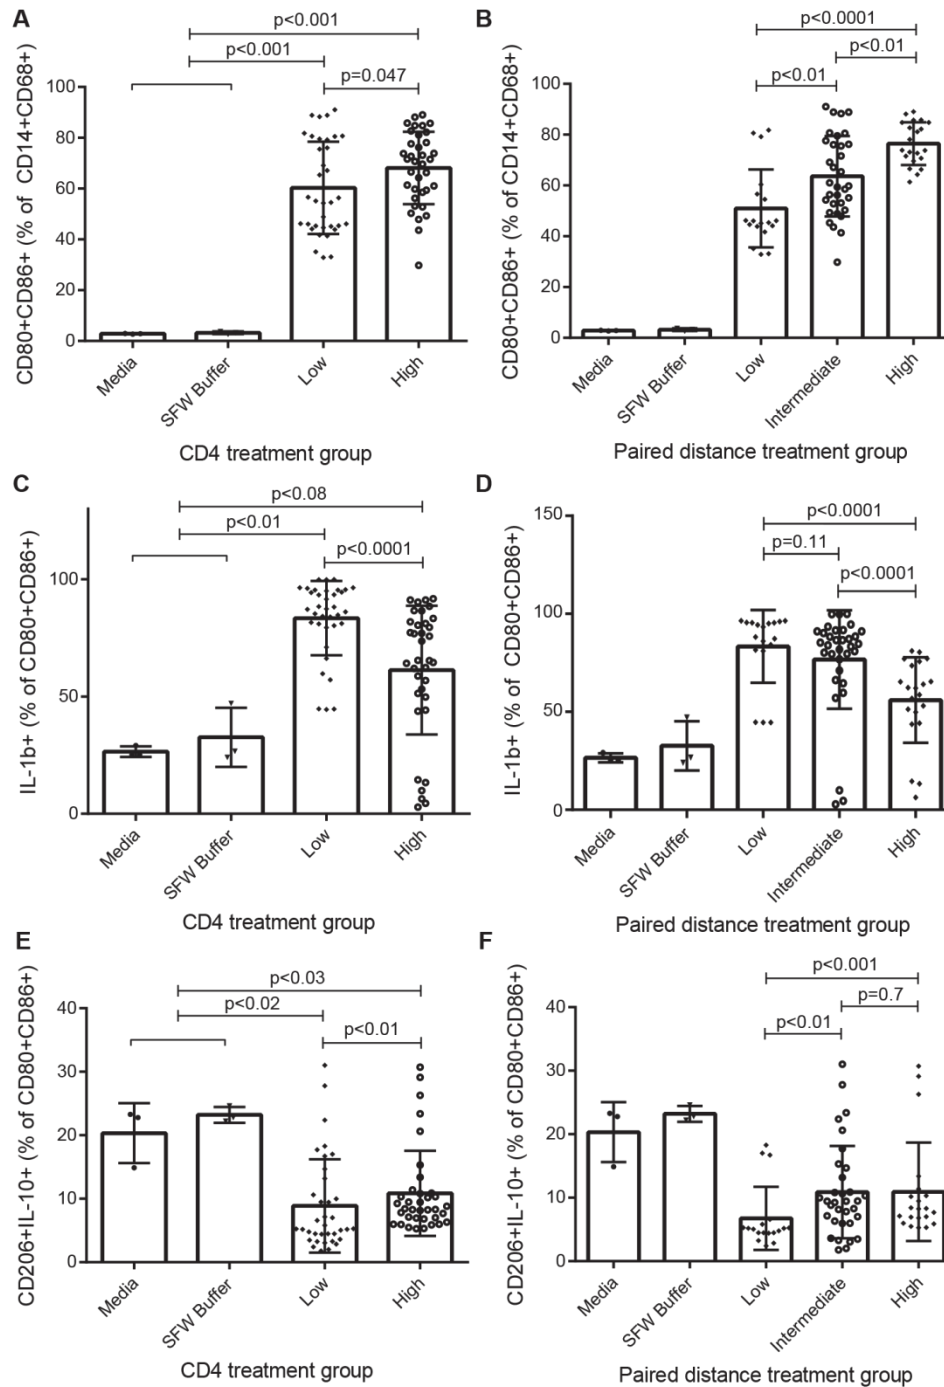 A
p<0.001
p<0.001
p=0.047
CD80+CD86+ (% of CD14+CD68+)
100
80
60
40
20
0
Media
SFW Buffer
Low
High
CD4 treatment group
B
p<0.0001
p<0.01
p<0.01
CD80+CD86+ (% of CD14+CD68+)
100
80
60
40
20
0
Media
SFW Buffer
Low
Intermediate
High
Paired distance treatment group
C
p<0.08
p<0.01
p<0.0001
IL-1b+ (% of CD80+CD86+)
100
50
0
Media
SFW Buffer
Low
High
CD4 treatment group
D
p<0.0001
p=0.11
p<0.0001
IL-1b+ (% of CD80+CD86+)
150
100
50
0
Media
SFW Buffer
Low
Intermediate
High
Paired distance treatment group
E
p<0.03
p<0.02
p<0.01
CD206+IL-10+ (% of CD80+CD86+)
40
30
20
10
0
Media
SFW Buffer
Low
High
CD4 treatment group
F
p<0.001
p=0.7
p<0.01
CD206+IL-10+ (% of CD80+CD86+)
40
30
20
10
0
Media
SFW Buffer
Low
Intermediate
High
Paired distance treatment group